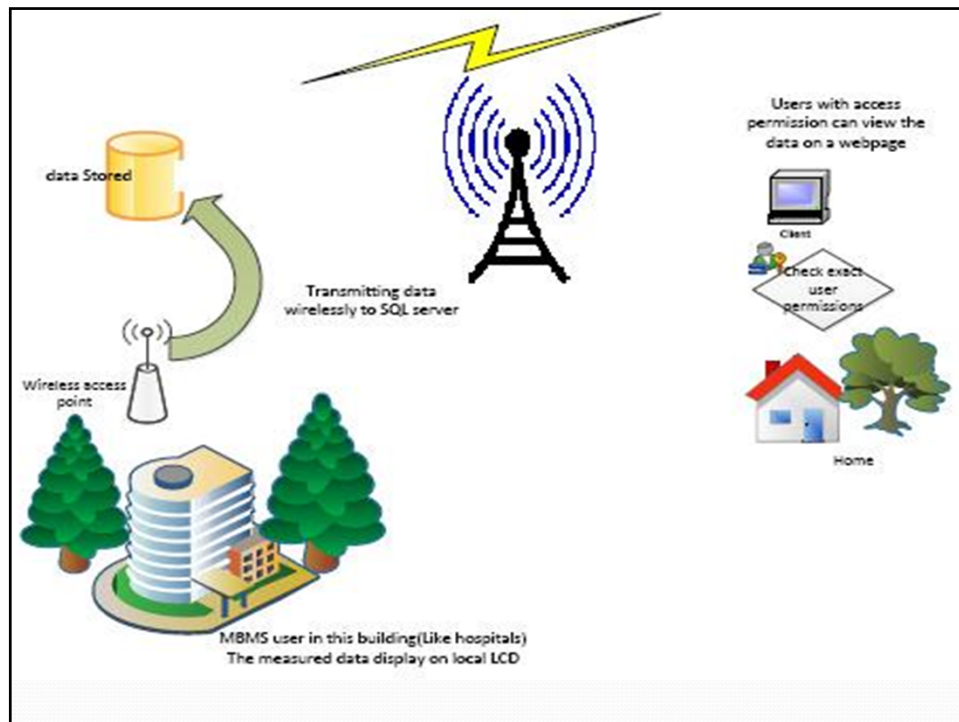 data Stored
Transmitting data
wirelessly to SQL server
Wireless access
point
MBMS user in this building(Like hospitals)
The measured data display on local LCD
Users with access
permission can view the
data on a webpage
Client
Check exact
user
permissions
Home